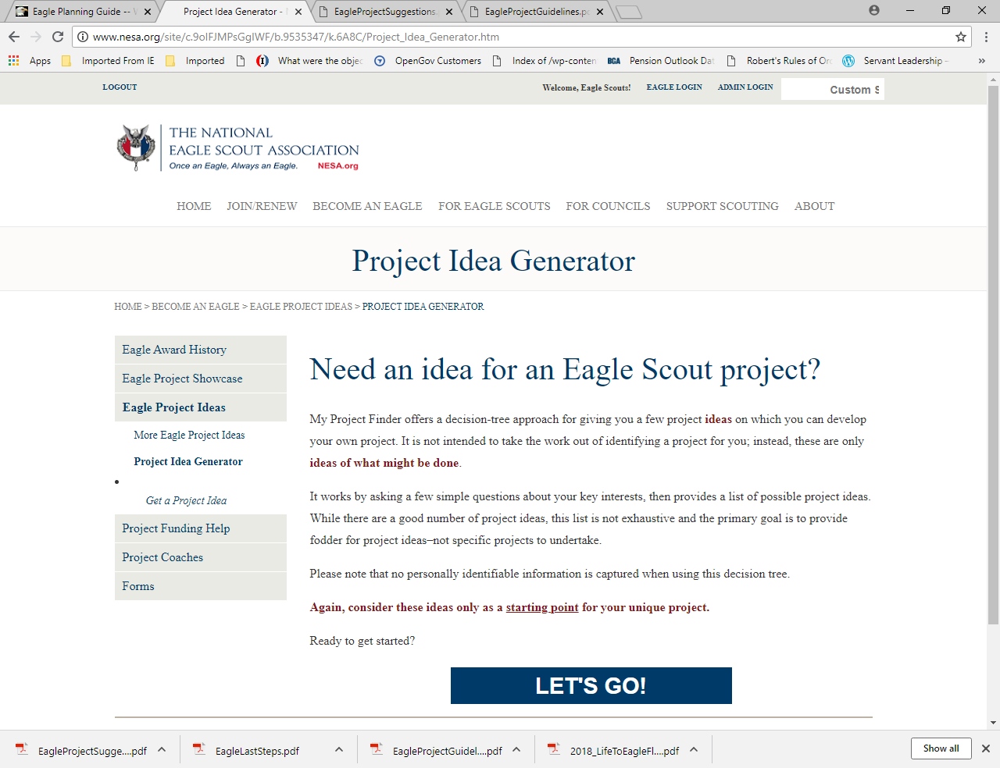 Eagle Planning Guide -- 
Project Idea Generator - 
EagleProjectSuggestions.
EagleProjectGuidelines.pd
www.nesa.org/site/c.9oIFJMPsGgIWF/b.9535347/k.6A8C/Project_Idea_Generator.htm
Apps Imported From IE Imported What were the objec OpenGov Customers Index of /wp-conten BGA Pension Outlook Dat Robert's Rules of Or Servant Leadership - »
LOGOUT Welcome, Eagle Scouts! EAGLE LOGIN ADMIN LOGIN Custom S
THE NATIONAL
EAGLE SCOUT ASSOCIATION
Once an Eagle, Always an Eagle. NESA.org
HOME JOIN/RENEW BECOME AN EAGLE FOR EAGLE SCOUTS FOR COUNCILS SUPPORT SCOUTING ABOUT
Project Idea Generator
HOME > BECOME AN EAGLE > EAGLE PROJECT IDEAS > PROJECT IDEA GENERATOR
Eagle Award History
Eagle Project Showcase
Eagle Project Ideas
More Eagle Project Ideas
Project Idea Generator
Get a Project Idea
Project Funding Help
Project Coaches
Forms
Need an idea for an Eagle Scout project?
My Project Finder offers a decision-tree approach for giving you a few project ideas on which you can develop
your own project. It is not intended to take the work out of identifying a project for you; instead, these are only
ideas of what might be done.
It works by asking a few simple questions about your key interests, then provides a list of possible project ideas.
While there are a good number of project ideas, this list is not exhaustive and the primary goal is to provide
fodder for project ideas–not specific projects to undertake.
Please note that no personally identifiable information is captured when using this decision tree.
Again, consider these ideas only as a starting point for your unique project.
Ready to get started?
LET'S GO!
EagleProjectSugge....pdf EagleLastSteps.pdf EagleProjectGuidel....pdf 2018_LifeToEagleFl....pdf Show all